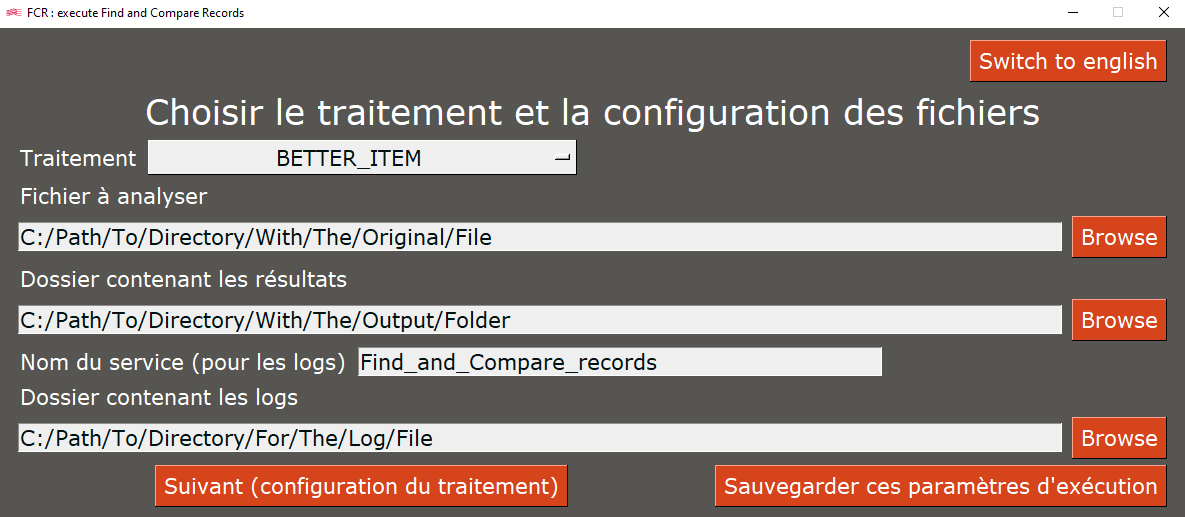 FCR : execute Find and Compare Records
Switch to english
Choisir le traitement et la configuration des fichiers
Traitement BETTER_ITEM
Fichier à analyser
C:/Path/To/Directory/With/The/Original/File Browse
Dossier contenant les résultats
C:/Path/To/Directory/With/The/Output/Folder Browse
Nom du service (pour les logs) Find_and_Compare_records
Dossier contenant les logs
C:/Path/To/Directory/For/The/Log/File Browse
Suivant (configuration du traitement) Sauvegarder ces paramètres d'exécution